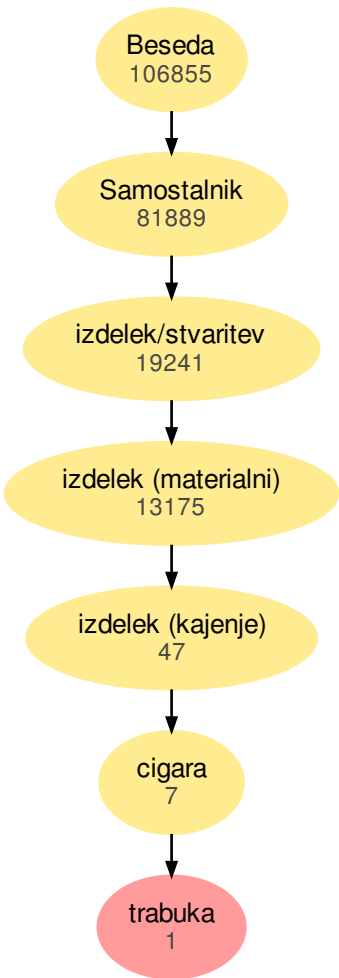 Beseda
106855
Samostalnik
81889
izdelek/stvaritev
19241
izdelek (materialni)
13175
izdelek (kajenje)
47
cigara
7
trabuka
1